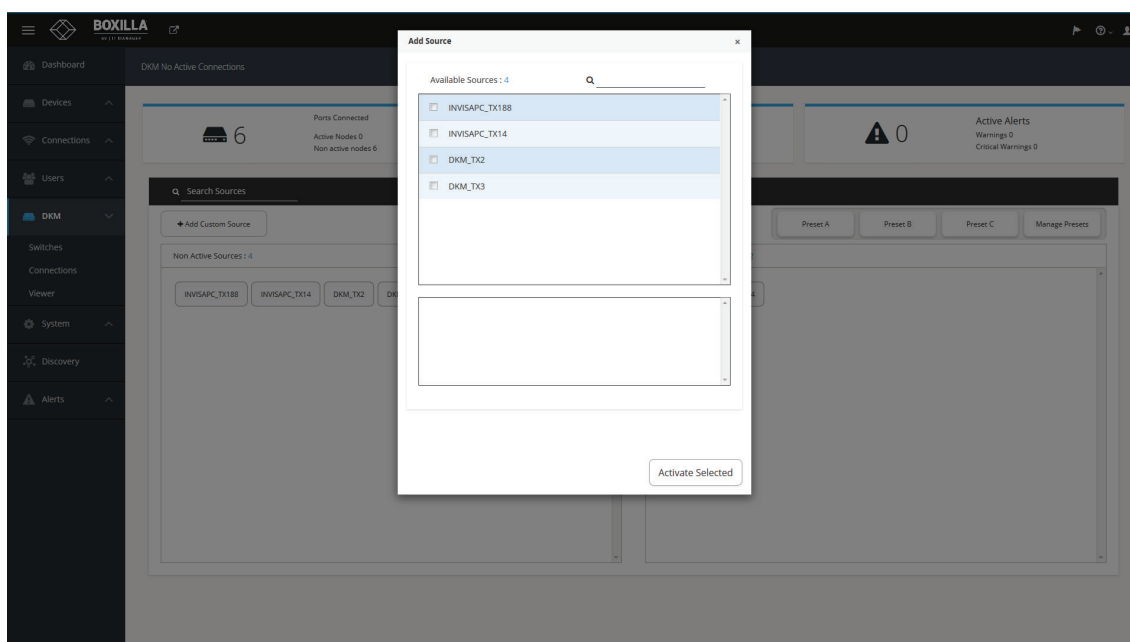 BOXILLA
Dashboard
Devices
Connections
Users
DKM
Switches
Connections
Viewer
System
Discovery
Alerts
DKM No Active Connections
6
Ports Connected
Active Nodes 0
Non active nodes 6
0
Active Alerts
Warnings 0
Critical Warnings 0
Search Sources
+ Add Custom Source
Preset A
Preset B
Preset C
Manage Presets
Non Active Sources : 4
INVISAPC_TX188
INVISAPC_TX14
DKM_TX2
Add Source
×
Available Sources : 4
INVISAPC_TX188
INVISAPC_TX14
DKM_TX2
DKM_TX3
Activate Selected